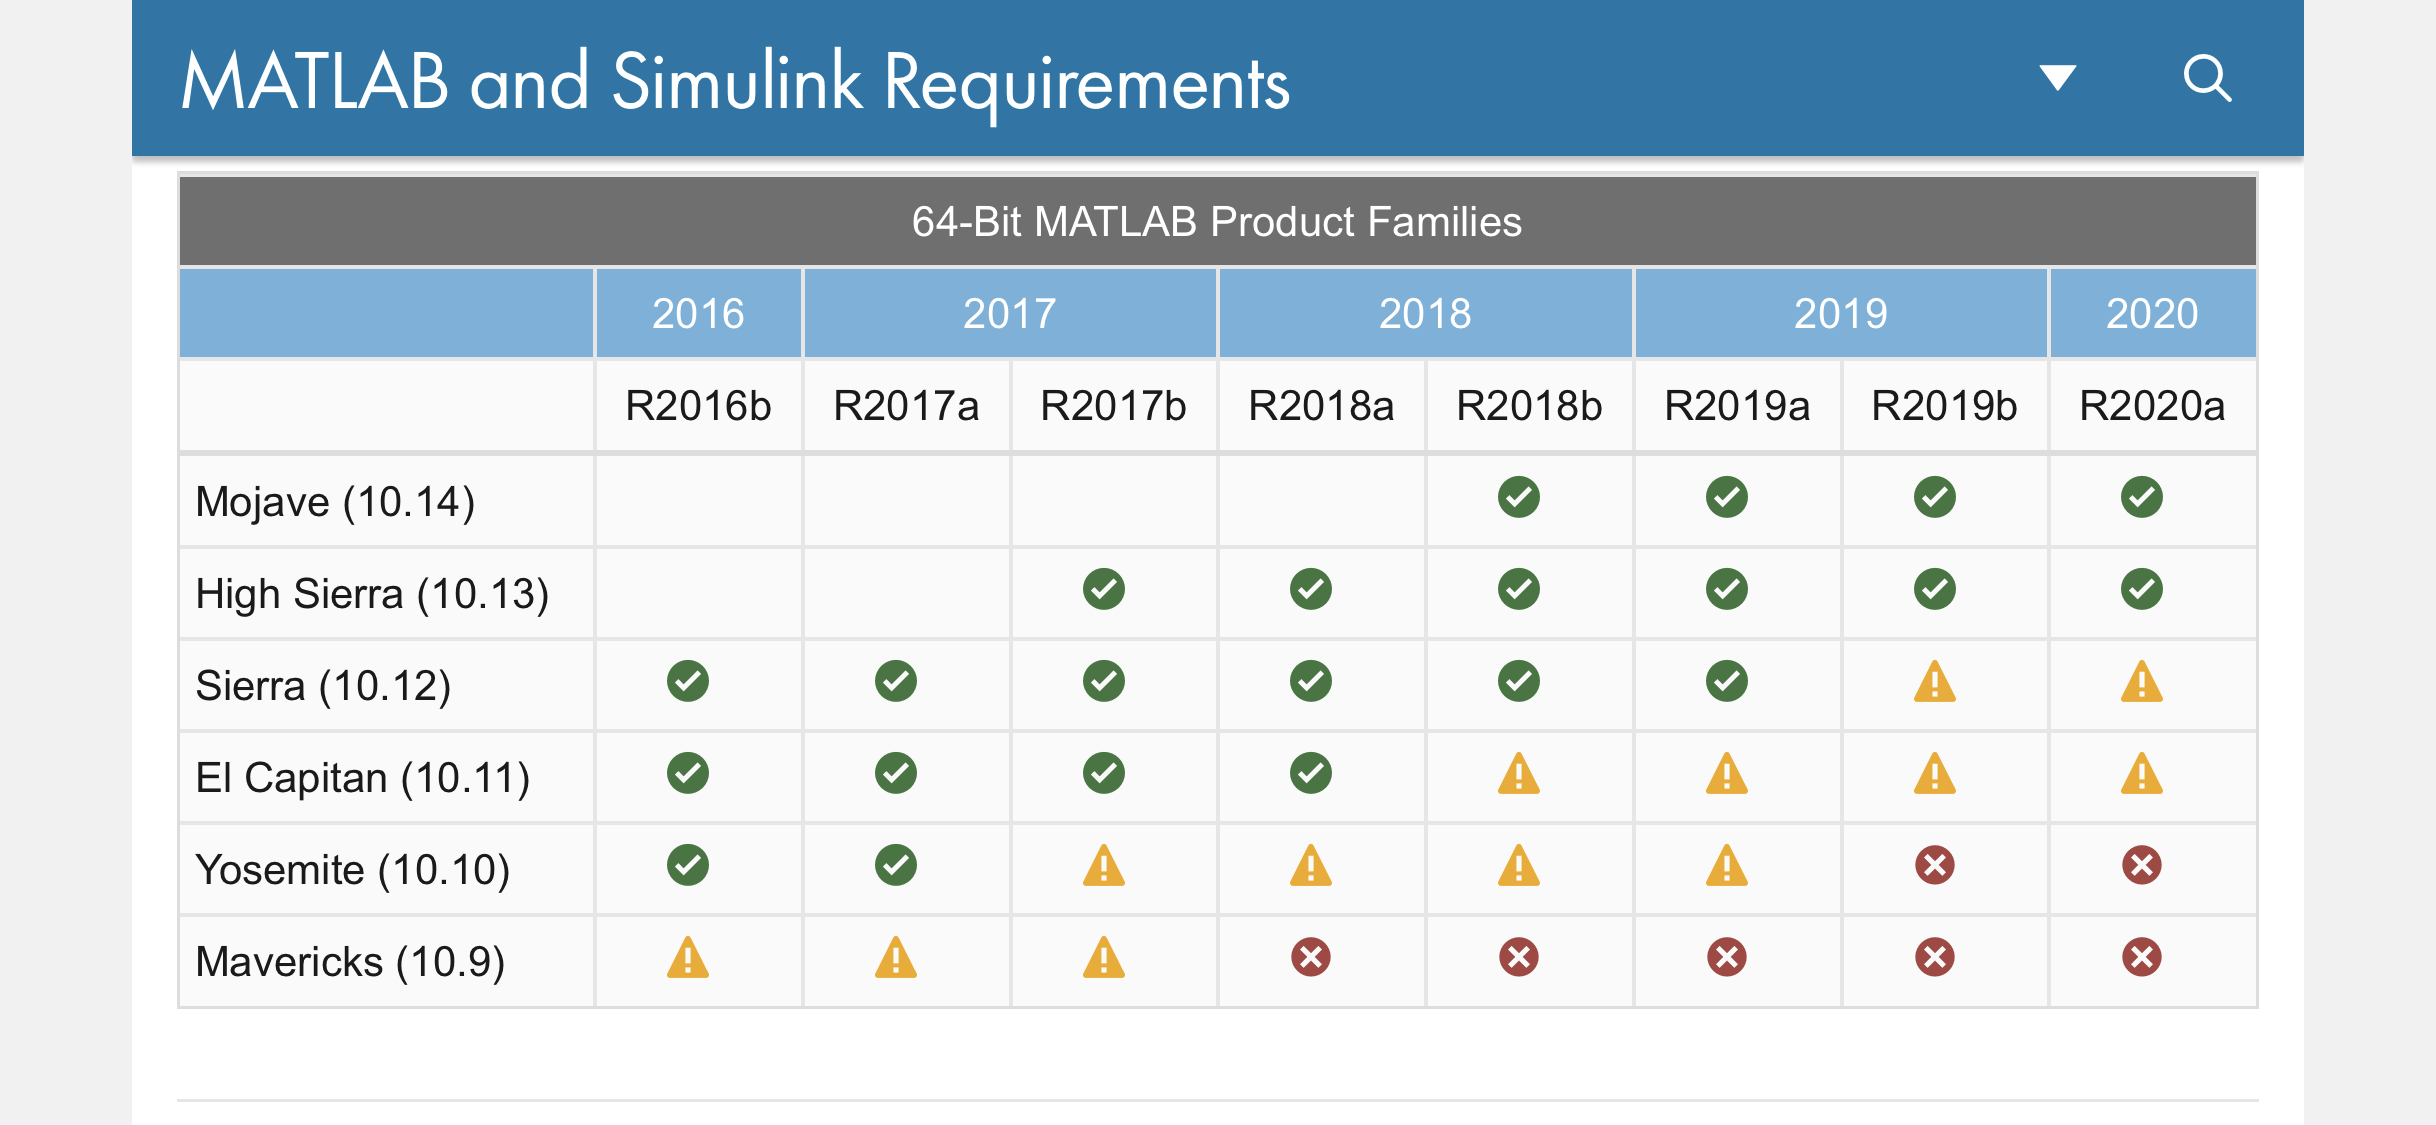 MATLAB and Simulink Requirements
64-Bit MATLAB Product Families
2016 2017 2018 2019 2020
R2016b R2017a R2017b R2018a R2018b R2019a R2019b R2020a
Mojave (10.14)
High Sierra (10.13)
Sierra (10.12)
El Capitan (10.11)
Yosemite (10.10)
Mavericks (10.9)